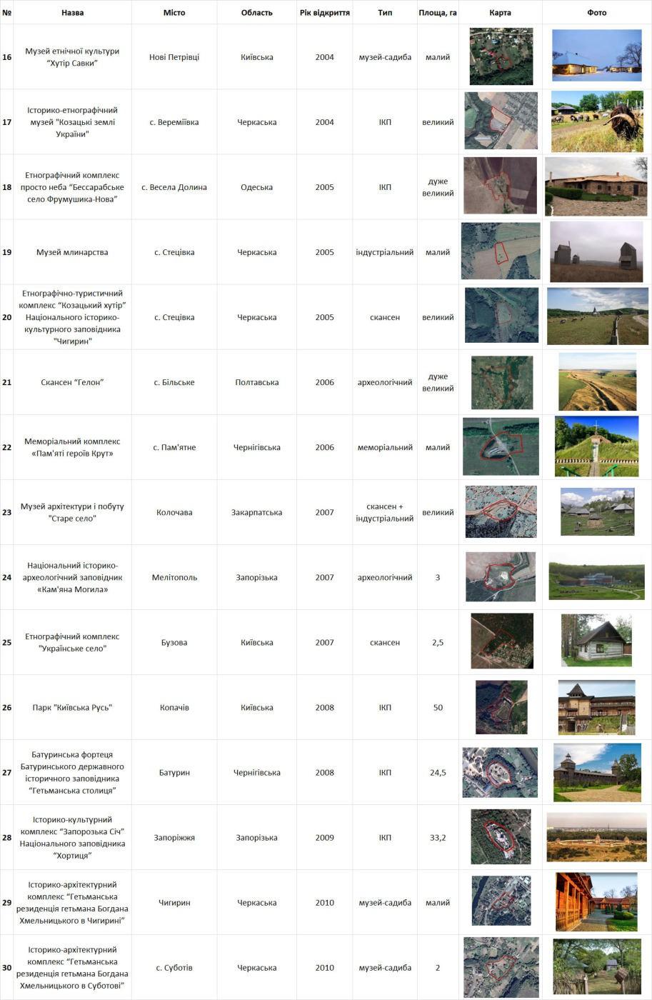 № Назва Місто Область Рік відкриття Тип Площа, га Карта Фото
16 Музей етнічної культури “Хутір Савки” Нові Петрівці Київська 2004 музей-садиба малий
17 Історико-етнографічний музей "Козацькі землі України" с. Вереміївка Черкаська 2004 ІКП великий
18 Етнографічний комплекс просто неба “Бессарабське село Фрумушика-Нова” с. Весела Долина Одеська 2005 ІКП дуже великий
19 Музей млинарства с. Стецівка Черкаська 2005 індустріальний малий
20 Етнографічно-туристичний комплекс “Козацький хутір” Національного історико-культурного заповідника "Чигирин" с. Стецівка Черкаська 2005 скансен великий
21 Скансен “Гелон” с. Більське Полтавська 2006 археологічний дуже великий
22 Меморіальний комплекс «Пам'яті героїв Крут» с. Пам'ятне Чернігівська 2006 меморіальний малий
23 Музей архітектури і побуту "Старе село" Колочава Закарпатська 2007 скансен + індустріальний великий
24 Національний історико-археологічний заповідник «Кам'яна Могила» Мелітополь Запорізька 2007 археологічний 3
25 Етнографічний комплекс "Українське село" Бузова Київська 2007 скансен 2,5
26 Парк "Київська Русь" Копачів Київська 2008 ІКП 50
27 Батуринська фортеця Батуринського державного історичного заповідника “Гетьманська столиця” Батурин Чернігівська 2008 ІКП 24,5
28 Історико-культурний комплекс “Запорозька Січ” Національного заповідника “Хортиця” Запоріжжя Запорізька 2009 ІКП 33,2
29 Історико-архітектурний комплекс “Гетьманська резиденція гетьмана Богдана Хмельницького в Чигирині” Чигирин Черкаська 2010 музей-садиба малий
30 Історико-архітектурний комплекс “Гетьманська резиденція гетьмана Богдана Хмельницького в Суботові” с. Суботів Черкаська 2010 музей-садиба 2